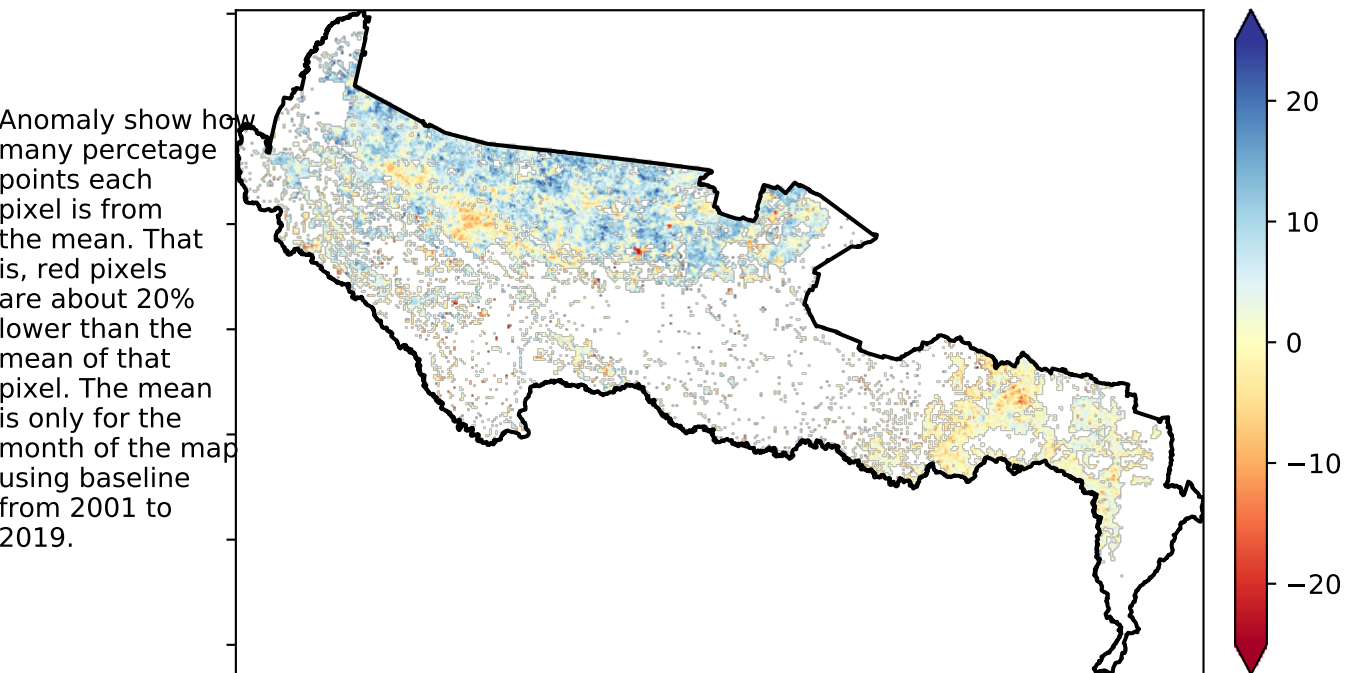 Anomaly show how
many percetage
points each
pixel is from
the mean. That
is, red pixels
are about 20%
lower than the
mean of that
pixel. The mean
is only for the
month of the map
using baseline
from 2001 to
2019.
20
10
0
−10
−20